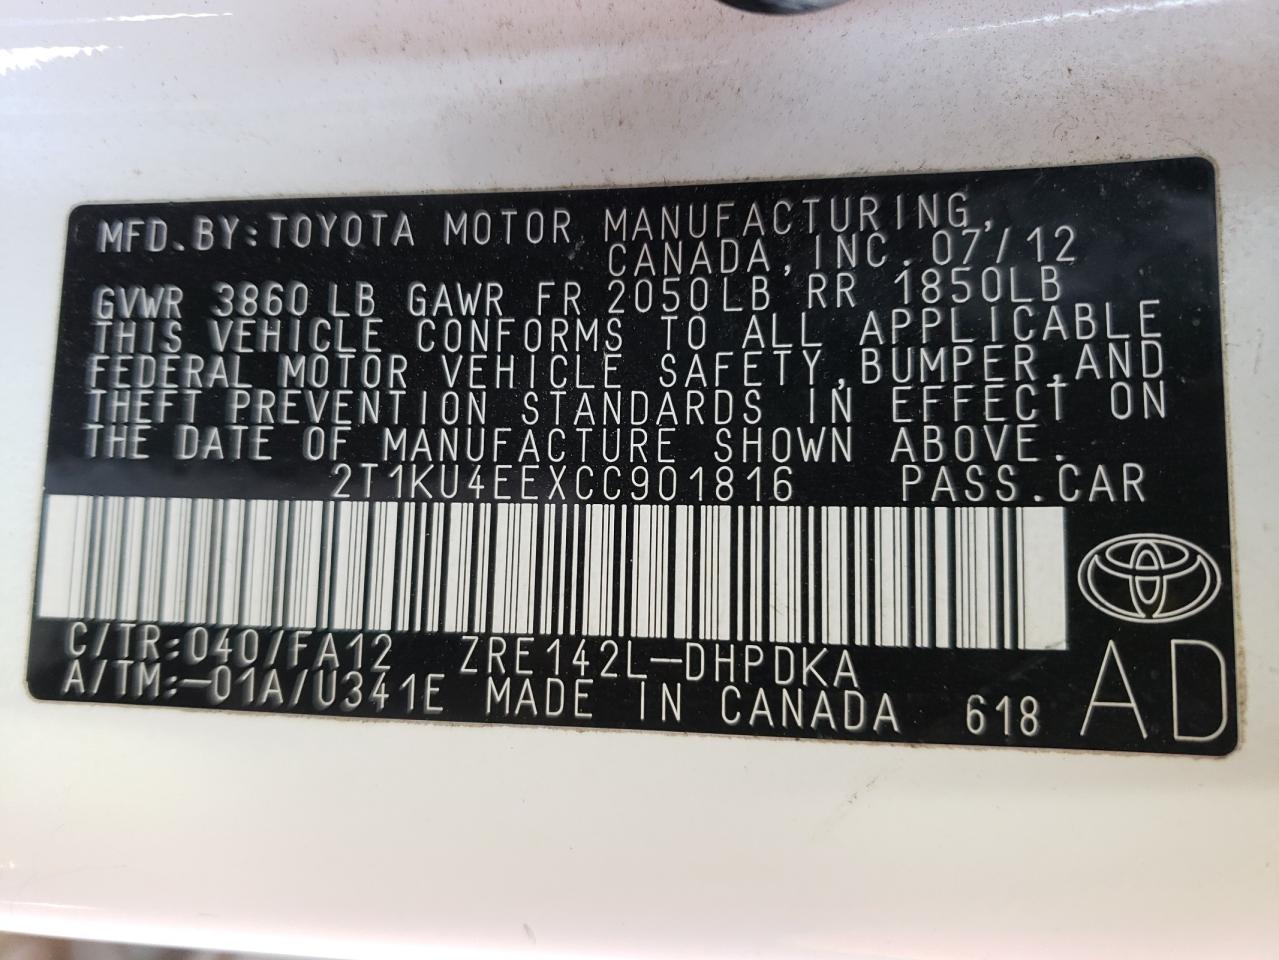 MFD.BY:TOYOTA MOTOR MANUFACTURING,
CANADA, INC. 07/12
GVWR 3860LB GAWR FR 2050LB RR 1850LB
THIS VEHICLE CONFORMS TO ALL APPLICABLE
FEDERAL MOTOR VEHICLE SAFETY,BUMPER,AND
THEFT PREVENTION STANDARDS IN EFFECT ON
THE DATE OF MANUFACTURE SHOWN ABOVE.
2T1KU4EEXCC901816 PASS.CAR
C/TR:040/FA12 ZRE142L-DHPDKA
A/TM:-01A/U341E MADE IN CANADA 618
AD